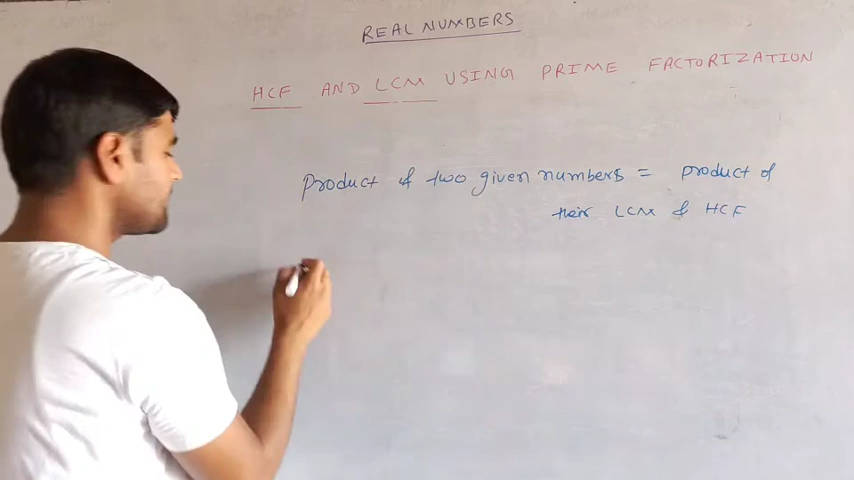 REAL NUMBERS
HCF AND LCM USING PRIME FACTORIZATION
Product of two given numbers = product of
their LCM & HCF